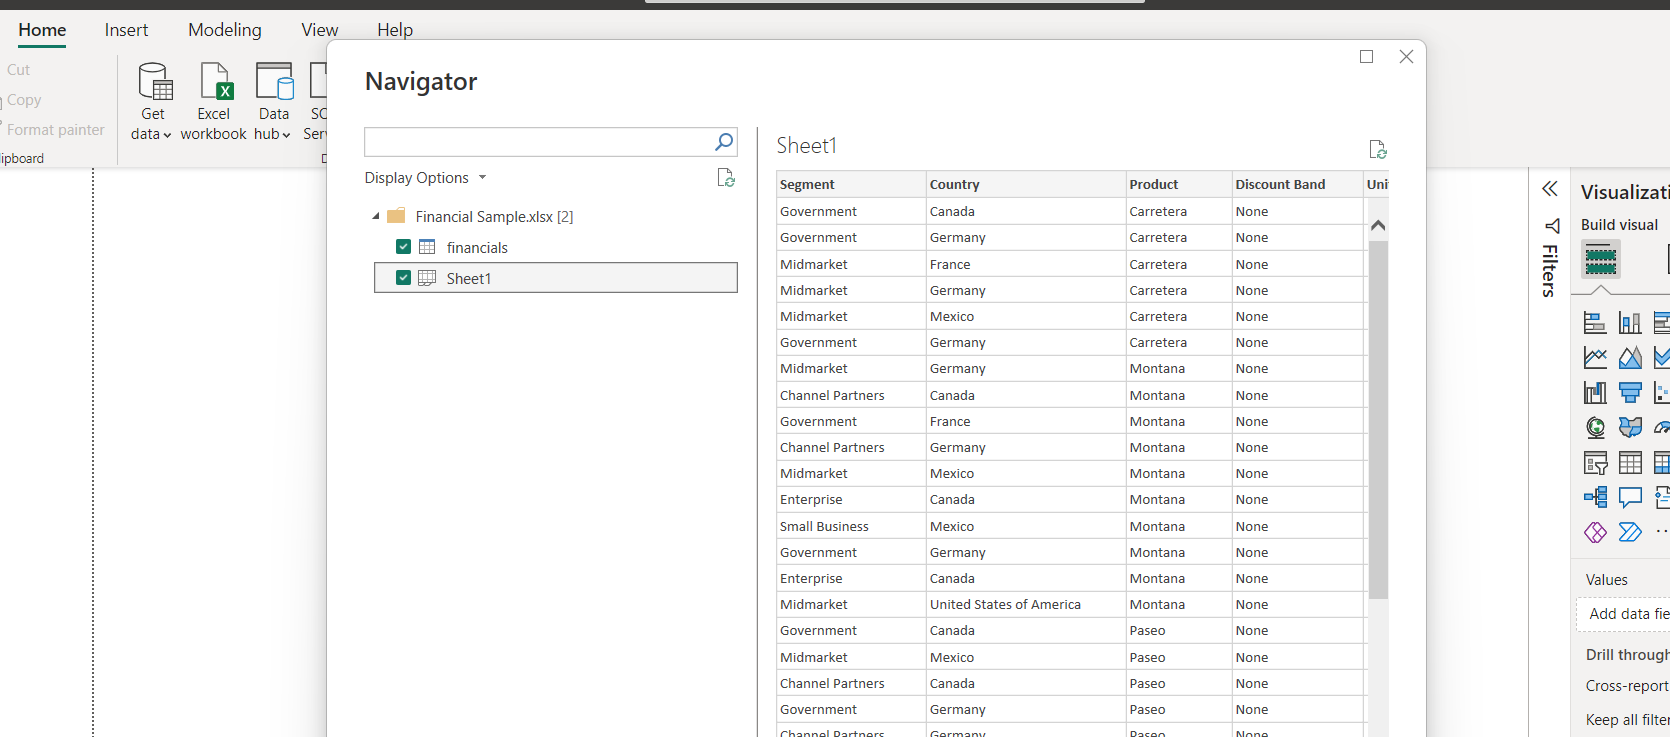 Home Insert Modeling View Help
Cut
Copy
Format painter
lipboard
Get data
Excel workbook
Data hub
SQ
Serv
Navigator
Display Options
Financial Sample.xlsx [2]
financials
Sheet1
Sheet1
Segment Country Product Discount Band Uni
Government Canada Carretera None
Government Germany Carretera None
Midmarket France Carretera None
Midmarket Germany Carretera None
Midmarket Mexico Carretera None
Government Germany Carretera None
Midmarket Germany Montana None
Channel Partners Canada Montana None
Government France Montana None
Channel Partners Germany Montana None
Midmarket Mexico Montana None
Enterprise Canada Montana None
Small Business Mexico Montana None
Government Germany Montana None
Enterprise Canada Montana None
Midmarket United States of America Montana None
Government Canada Paseo None
Midmarket Mexico Paseo None
Channel Partners Canada Paseo None
Government Germany Paseo None
Channel Partners Germany Paseo None
Filters
Visualizati
Build visual
Values
Add data fie
Drill through
Cross-report
Keep all filter